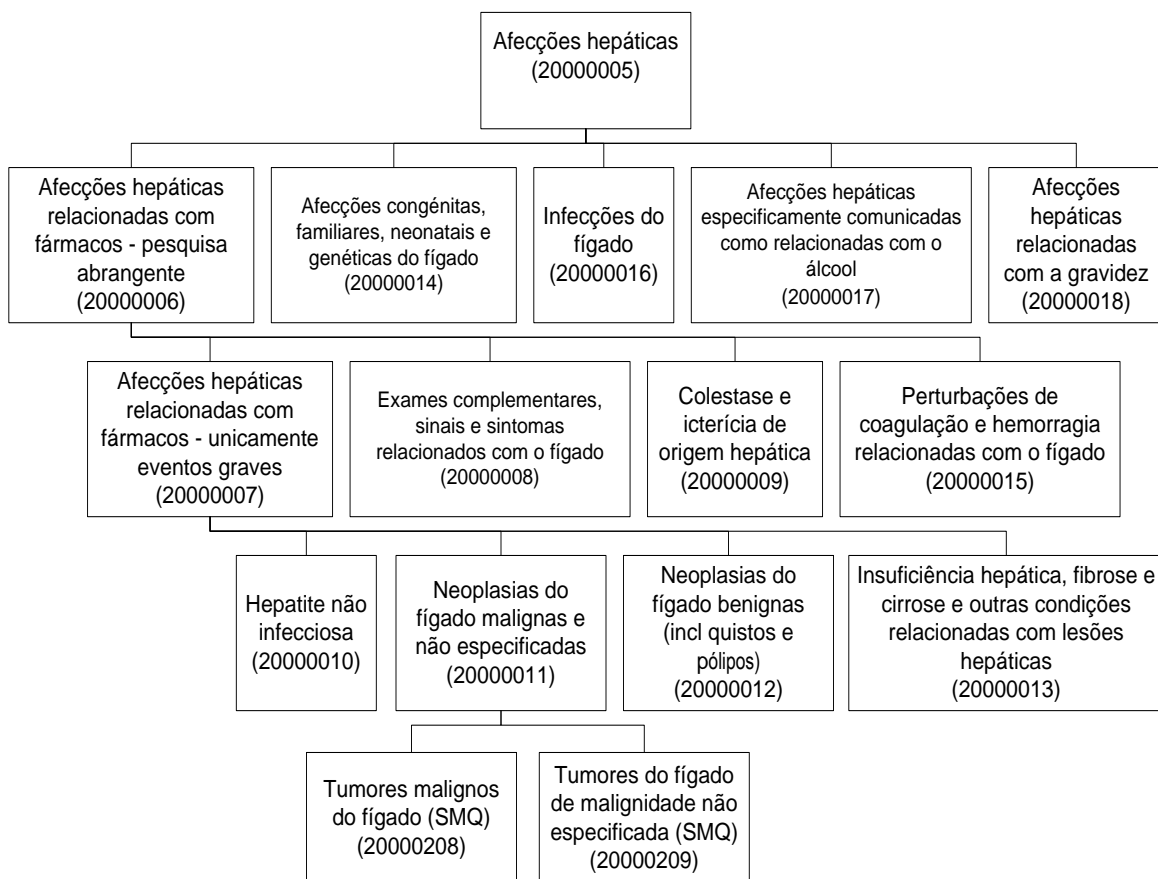 Afecções hepáticas
(20000005)
Afecções hepáticas
relacionadas com
fármacos - pesquisa
abrangente
(20000006)
Afecções congénitas,
familiares, neonatais e
genéticas do fígado
(20000014)
Infecções do
fígado
(20000016)
Afecções hepáticas
especificamente comunicadas
como relacionadas com o
álcool
(20000017)
Afecções
hepáticas
relacionadas
com a gravidez
(20000018)
Afecções hepáticas
relacionadas com
fármacos - unicamente
eventos graves
(20000007)
Exames complementares,
sinais e sintomas
relacionados com o fígado
(20000008)
Colestase e
icterícia de
origem hepática
(20000009)
Perturbações de
coagulação e hemorragia
relacionadas com o fígado
(20000015)
Hepatite não
infecciosa
(20000010)
Neoplasias do
fígado malignas e
não especificadas
(20000011)
Neoplasias do
fígado benignas
(incl quistos e
pólipos)
(20000012)
Insuficiência hepática, fibrose e
cirrose e outras condições
relacionadas com lesões
hepáticas
(20000013)
Tumores malignos
do fígado (SMQ)
(20000208)
Tumores do fígado
de malignidade não
especificada (SMQ)
(20000209)